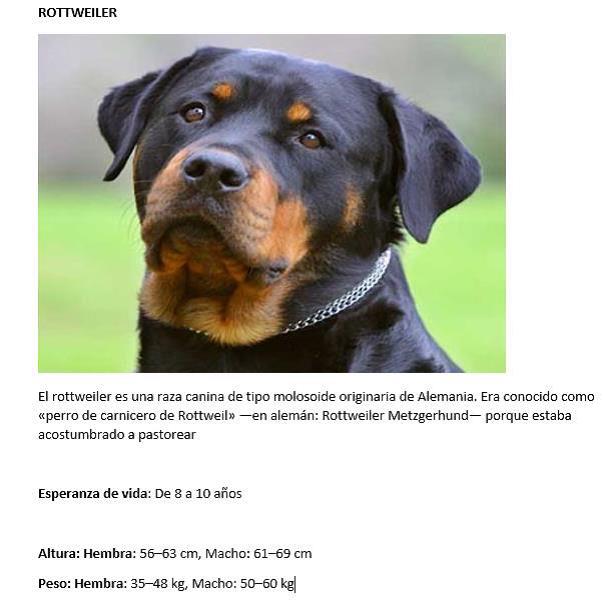 ROTTWEILER
El rottweiler es una raza canina de tipo molosoide originaria de Alemania. Era conocido como
«perro de carnicero de Rottweil» —en alemán: Rottweiler Metzgerhund— porque estaba
acostumbrado a pastorear
Esperanza de vida: De 8 a 10 años
Altura: Hembra: 56–63 cm, Macho: 61–69 cm
Peso: Hembra: 35–48 kg, Macho: 50–60 kg